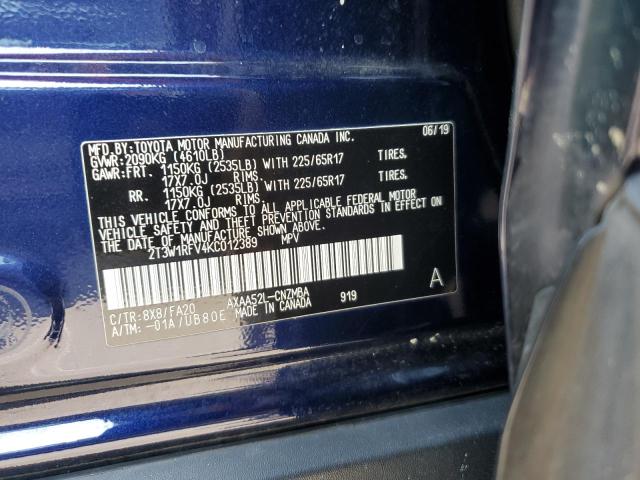 MFD.BY:TOYOTA MOTOR MANUFACTURING CANADA INC. 06/19
GVWR:2090KG (4610LB)
GAWR:FRT. 1150KG (2535LB) WITH 225/65R17 TIRES.
17X7.0J RIMS.
RR. 1150KG (2535LB) WITH 225/65R17 TIRES.
17X7.0J RIMS.
THIS VEHICLE CONFORMS TO ALL APPLICABLE FEDERAL MOTOR
VEHICLE SAFETY AND THEFT PREVENTION STANDARDS IN EFFECT
ON THE DATE OF MANUFACTURE SHOWN ABOVE.
2T3W1RFV4KC012389 MPV
C/TR:8X8/FA20 AXAA52L-CNZMBA A
A/TM:-01A/UB80E MADE IN CANADA 919